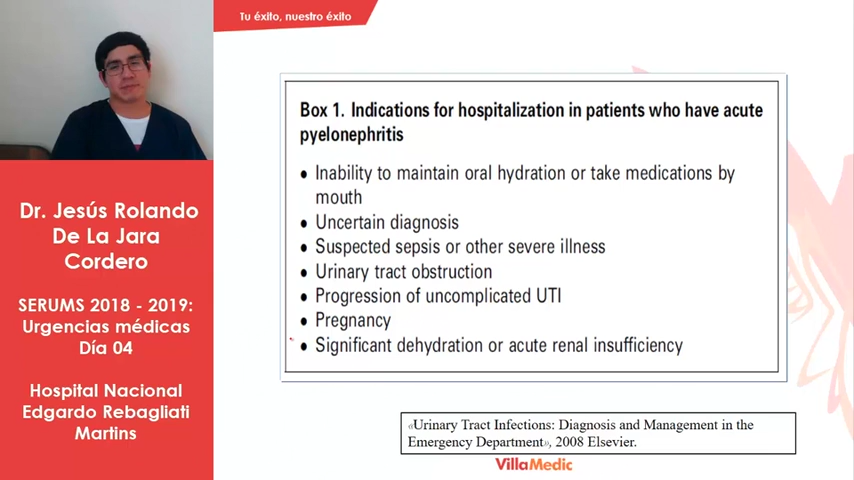 Tu éxito, nuestro éxito
Dr. Jesús Rolando
De La Jara
Cordero
SERUMS 2018 - 2019:
Urgencias médicas
Día 04
Hospital Nacional
Edgardo Rebagliati
Martins
Box 1. Indications for hospitalization in patients who have acute
pyelonephritis
• Inability to maintain oral hydration or take medications by
mouth
• Uncertain diagnosis
• Suspected sepsis or other severe illness
• Urinary tract obstruction
• Progression of uncomplicated UTI
• Pregnancy
• Significant dehydration or acute renal insufficiency
«Urinary Tract Infections: Diagnosis and Management in the
Emergency Department», 2008 Elsevier.
VillaMedic